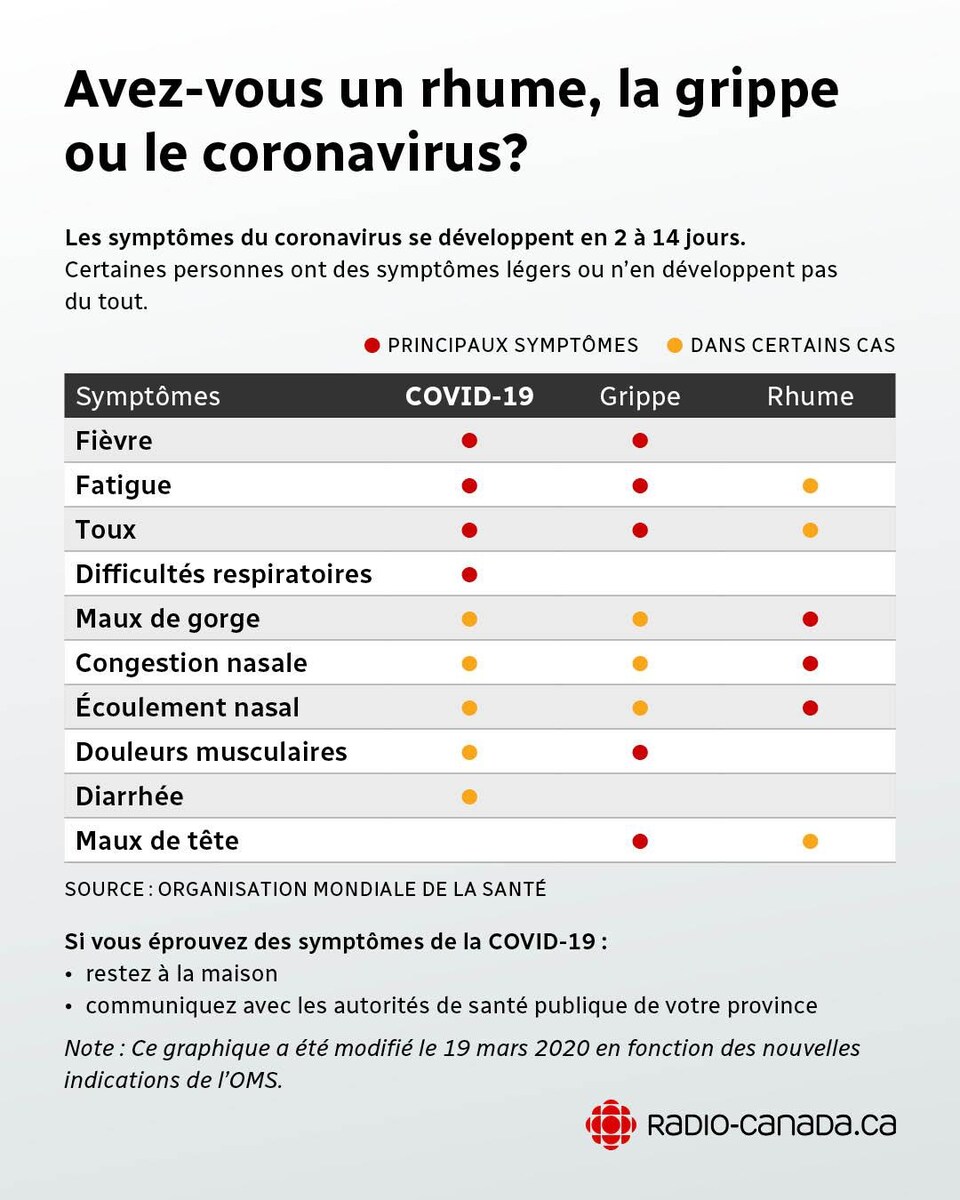 Avez-vous un rhume, la grippe
ou le coronavirus?
Les symptômes du coronavirus se développent en 2 à 14 jours.
Certaines personnes ont des symptômes légers ou n’en développent pas
du tout.
PRINCIPAUX SYMPTÔMES DANS CERTAINS CAS
Symptômes COVID-19 Grippe Rhume
Fièvre
Fatigue
Toux
Difficultés respiratoires
Maux de gorge
Congestion nasale
Écoulement nasal
Douleurs musculaires
Diarrhée
Maux de tête
SOURCE : ORGANISATION MONDIALE DE LA SANTÉ
Si vous éprouvez des symptômes de la COVID-19 :
• restez à la maison
• communiquez avec les autorités de santé publique de votre province
Note : Ce graphique a été modifié le 19 mars 2020 en fonction des nouvelles
indications de l’OMS.
RADIO-CANADA.CA